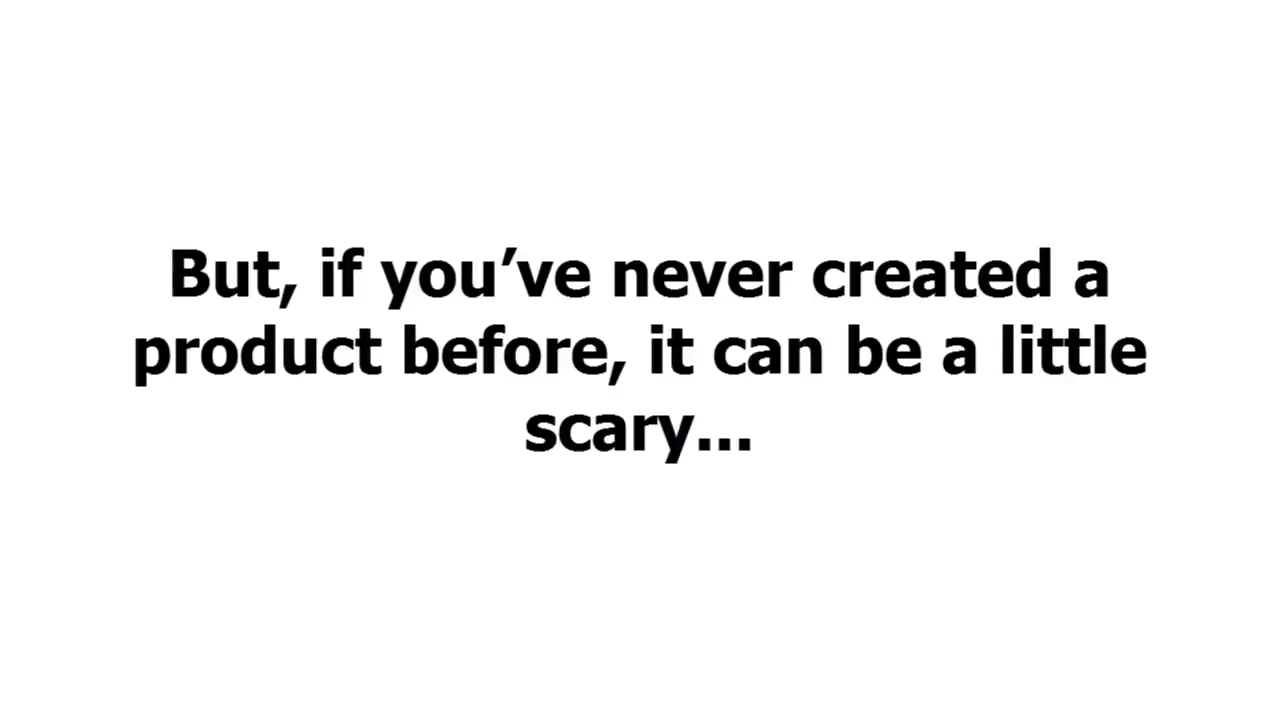 But, if you’ve never created a
product before, it can be a little
scary...